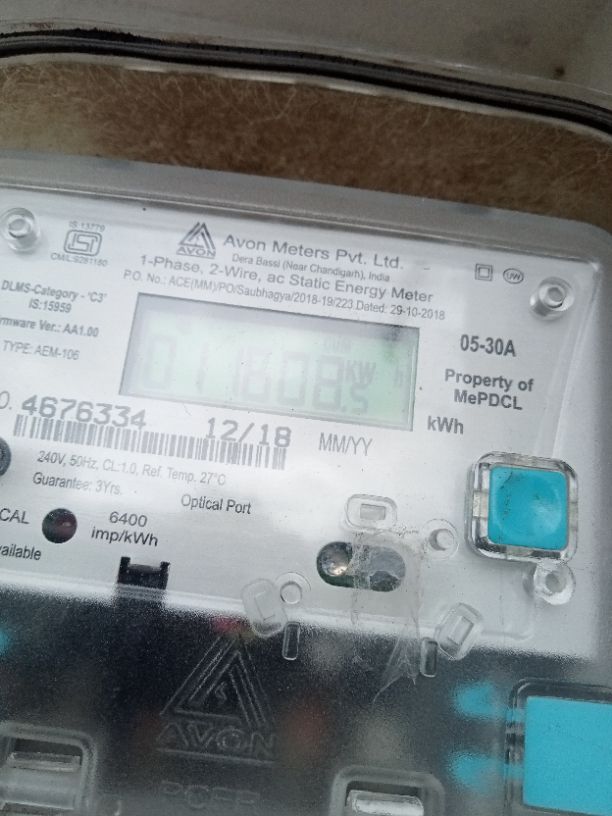 IS 13779
CM/L 9281160
DLMS-Category - 'C3'
IS:15959
rmware Ver.: AA1.00
TYPE: AEM-106
AVON
Avon Meters Pvt. Ltd.
Dera Bassi (Near Chandigarh), India
1-Phase, 2-Wire, ac Static Energy Meter
P.O. No.: ACE(MM)/PO/Saubhagya/2018-19/223 Dated: 29-10-2018
UW
kW h
05-30A
Property of
MePDCL
kWh
O. 4676334
12/18
MM/YY
240V, 50Hz, CL:1.0, Ref. Temp. 27°C
Guarantee: 3Yrs.
Optical Port
CAL
6400
imp/kWh
vailable
AVON